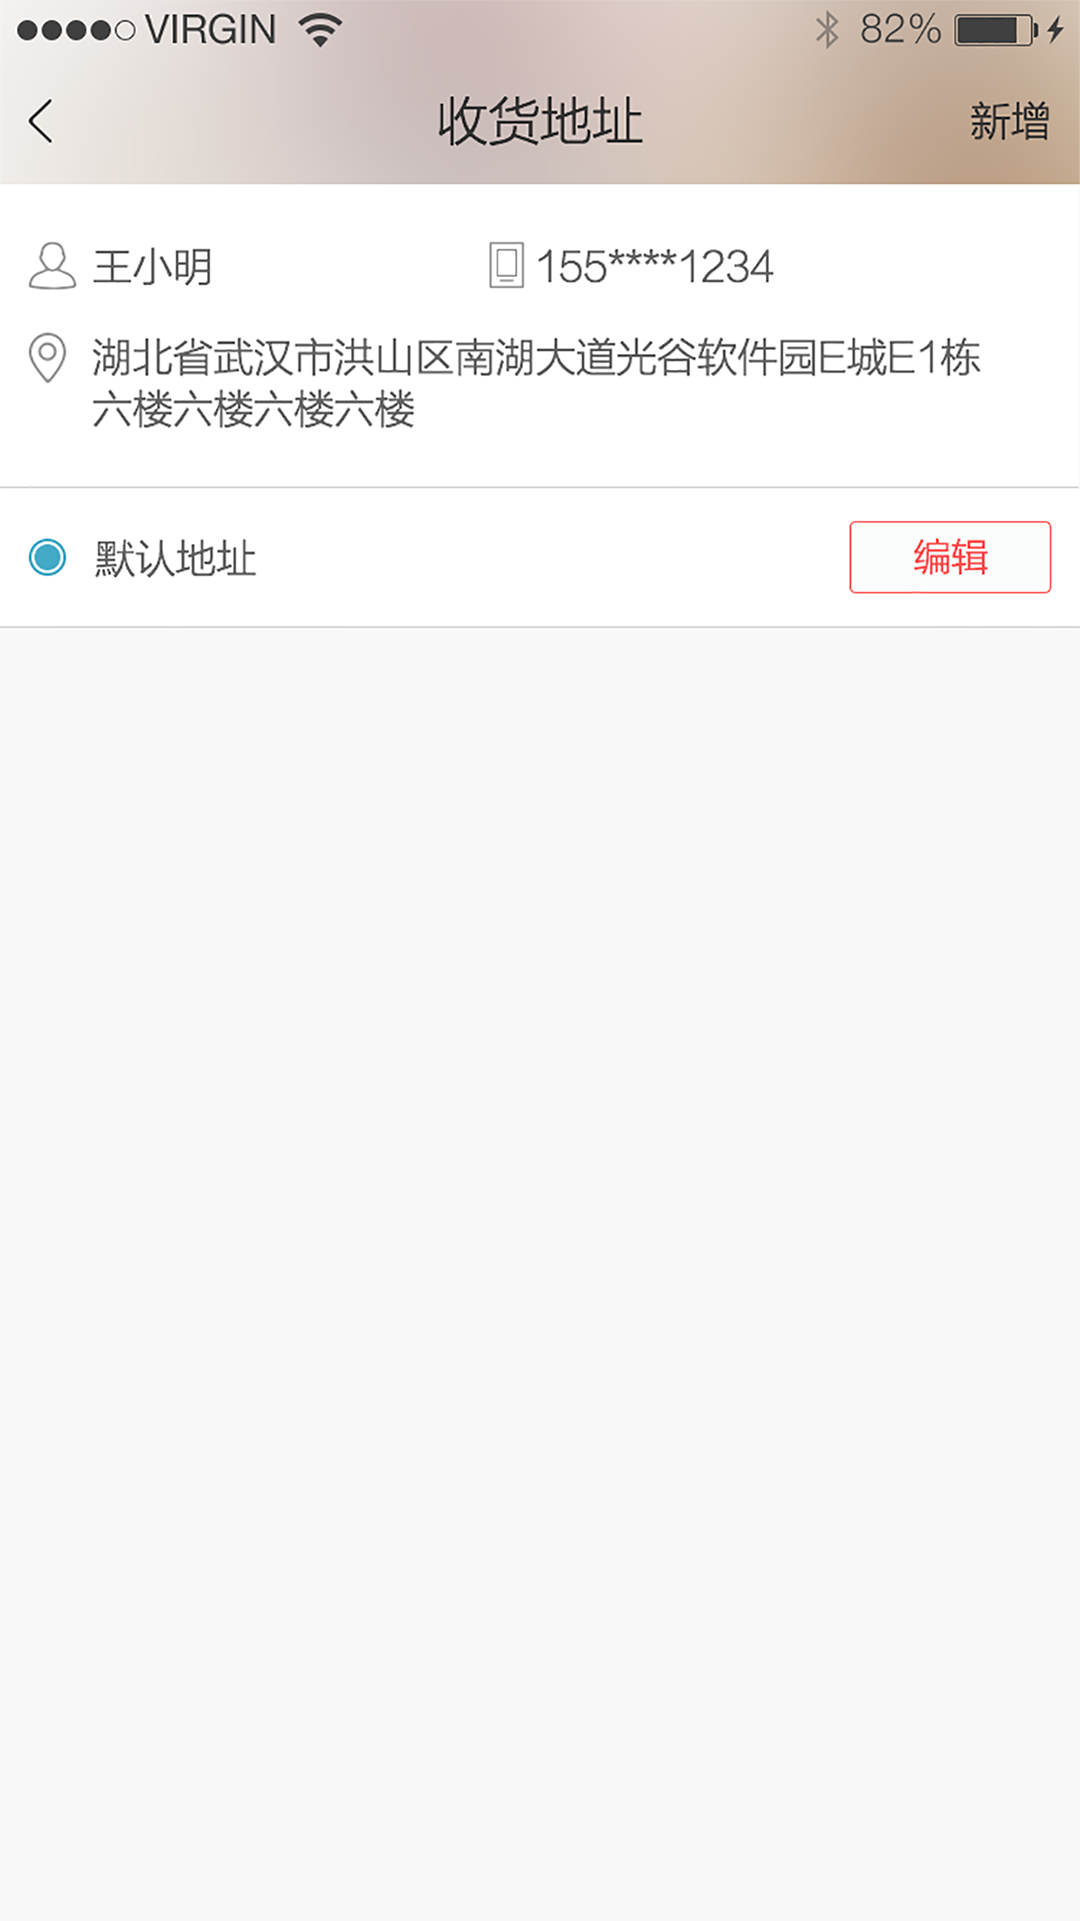 VIRGIN 82%
收货地址 新增
王小明 155****1234
湖北省武汉市洪山区南湖大道光谷软件园E城E1栋
六楼六楼六楼六楼
默认地址 编辑